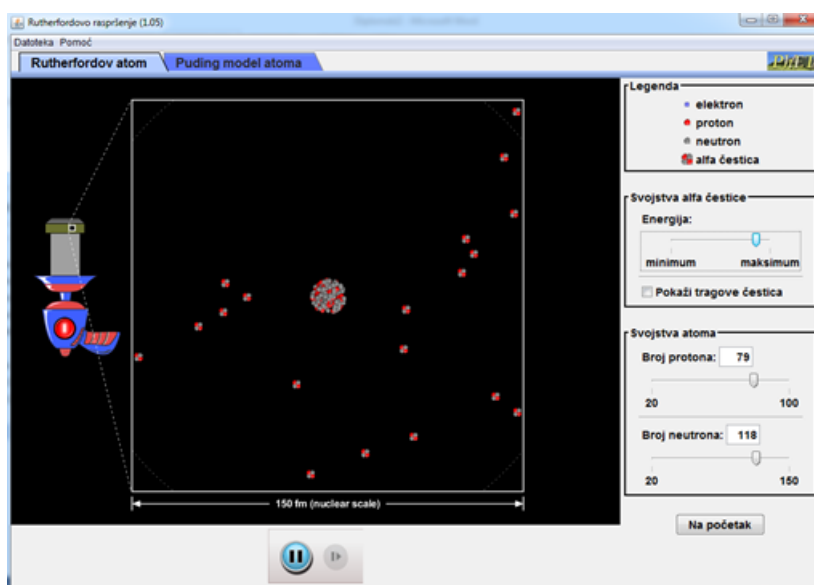 Rutherfordovo raspršenje (1.05)
Datoteka Pomoć
Rutherfordov atom
Puding model atoma
PhET
Legenda
elektron
proton
neutron
alfa čestica
Svojstva alfa čestice
Energija:
minimum maksimum
Pokaži tragove čestica
Svojstva atoma
Broj protona: 79
20 100
Broj neutrona: 118
20 150
150 fm (nuclear scale)
Na početak